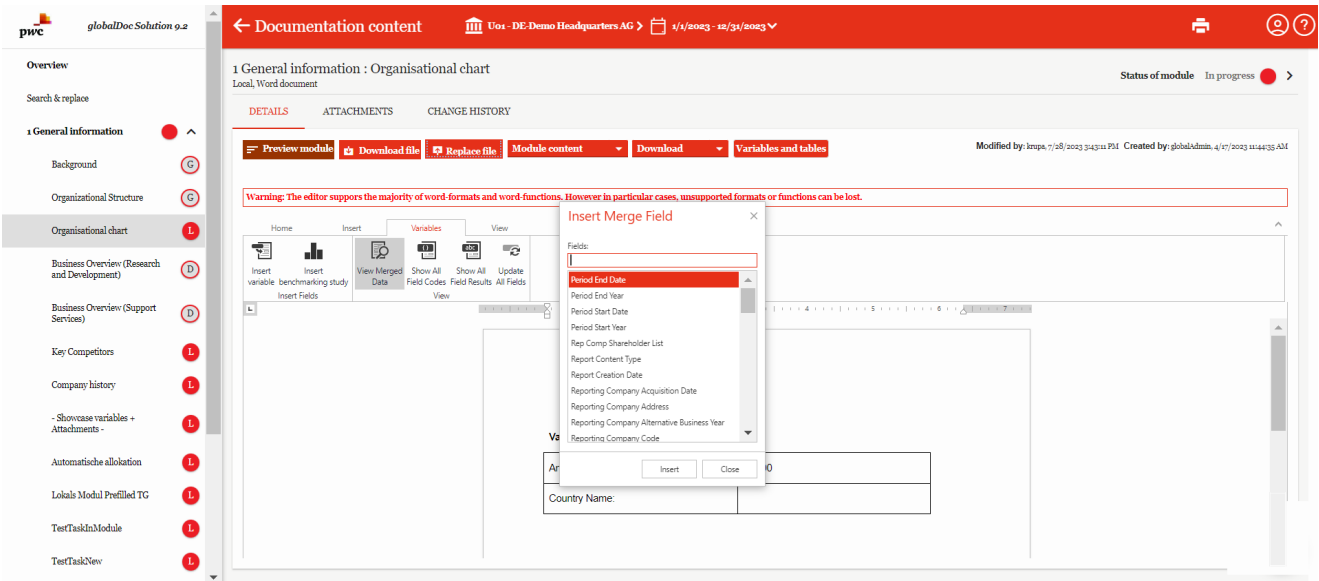 pwc
globalDoc Solution 9.2
Documentation content
U01 - DE-Demo Headquarters AG
1/1/2023 - 12/31/2023
Overview
Search & replace
1 General information
Background G
Organizational Structure G
Organisational chart L
Business Overview (Research
and Development) D
Business Overview (Support
Services) D
Key Competitors L
Company history L
- Showcase variables +
Attachments - L
Automatische allokation L
Lokals Modul Prefilled TG L
TestTaskInModule L
TestTaskNew L
1 General information : Organisational chart
Local, Word document
Status of module In progress
DETAILS ATTACHMENTS CHANGE HISTORY
Preview module Download file Replace file Module content Download Variables and tables
Modified by: krupa, 7/28/2023 3:43:11 PM Created by: globalAdmin, 4/17/2023 11:44:35 AM
Warning: The editor suppors the majority of word-formats and word-functions. However in particular cases, unsupported formats or functions can be lost.
Home Insert Variables View
Insert
variable
Insert
benchmarking study
View Merged
Data
Show All
Field Codes
Show All
Field Results
Update
All Fields
Insert Fields View
4 5 6 7
Insert Merge Field
Fields:
Period End Date
Period End Year
Period Start Date
Period Start Year
Rep Comp Shareholder List
Report Content Type
Report Creation Date
Reporting Company Acquisition Date
Reporting Company Address
Reporting Company Alternative Business Year
Reporting Company Code
Insert Close
Country Name: